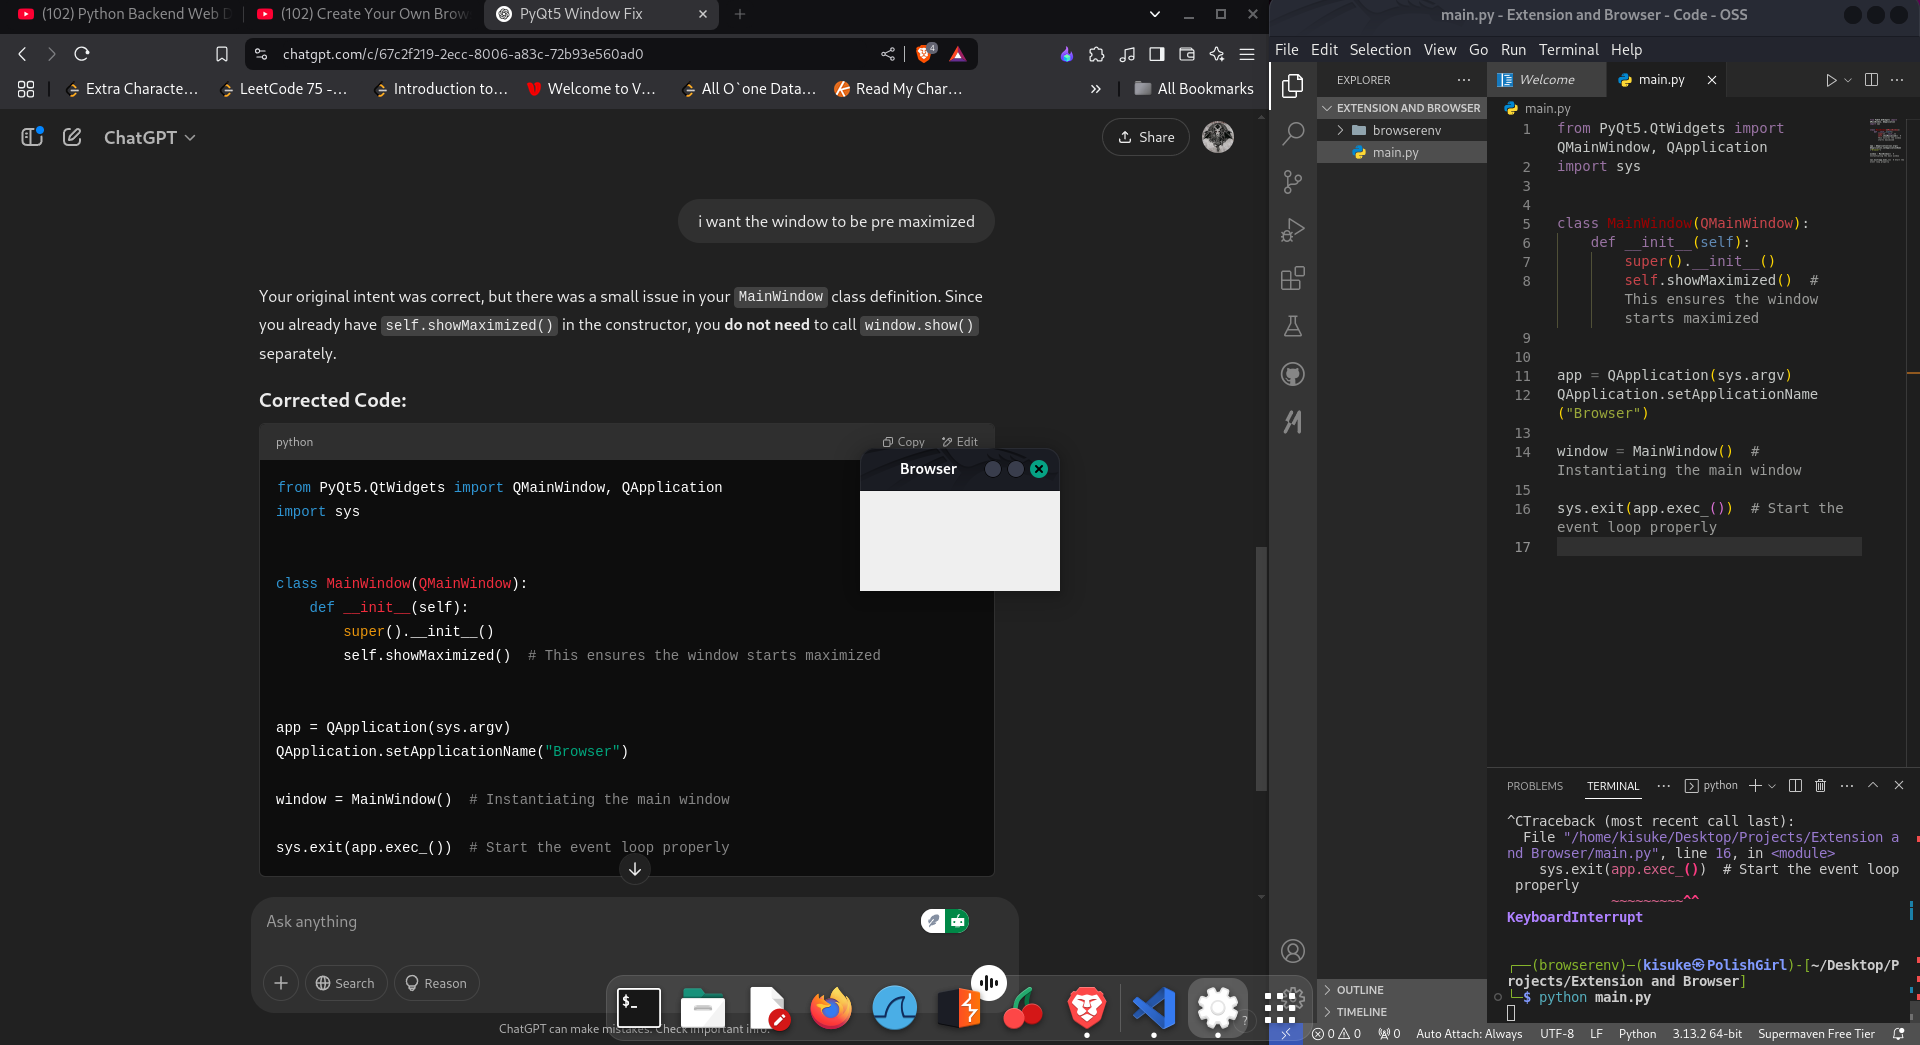 (102) Python Backend Web D
(102) Create Your Own Brow
PyQt5 Window Fix
chatgpt.com/c/67c2f219-2ecc-8006-a83c-72b93e560ad0
4
Extra Characte...
LeetCode 75 -...
Introduction to...
Welcome to V...
All O`one Data...
Read My Char...
»
All Bookmarks
ChatGPT
Share
i want the window to be pre maximized
Your original intent was correct, but there was a small issue in your MainWindow class definition. Since
you already have self.showMaximized() in the constructor, you do not need to call window.show()
separately.
Corrected Code:
python
Copy
Edit
from PyQt5.QtWidgets import QMainWindow, QApplication
import sys
class MainWindow(QMainWindow):
def __init__(self):
super().__init__()
self.showMaximized()  # This ensures the window starts maximized
app = QApplication(sys.argv)
QApplication.setApplicationName("Browser")
window = MainWindow()  # Instantiating the main window
sys.exit(app.exec_())  # Start the event loop properly
Browser
Ask anything
Search
Reason
ChatGPT can make mistakes. Check important info.
?
$_
main.py - Extension and Browser - Code - OSS
File Edit Selection View Go Run Terminal Help
EXPLORER
EXTENSION AND BROWSER
browserenv
main.py
OUTLINE
TIMELINE
Welcome
main.py
main.py
1 from PyQt5.QtWidgets import
QMainWindow, QApplication
2 import sys
3
4
5 class MainWindow(QMainWindow):
6 def __init__(self):
7 super().__init__()
8 self.showMaximized()  #
This ensures the window
starts maximized
9
10
11 app = QApplication(sys.argv)
12 QApplication.setApplicationName
("Browser")
13
14 window = MainWindow()  #
Instantiating the main window
15
16 sys.exit(app.exec_())  # Start the
event loop properly
17
PROBLEMS
TERMINAL
python
^CTraceback (most recent call last):
File "/home/kisuke/Desktop/Projects/Extension a
nd Browser/main.py", line 16, in <module>
sys.exit(app.exec_())  # Start the event loop
properly
~~~~~~~~~^^
KeyboardInterrupt
┌──(browserenv)─(kisuke㉿PolishGirl)-[~/Desktop/P
rojects/Extension and Browser]
└─$ python main.py
0 0
0
Auto Attach: Always
UTF-8
LF
Python
3.13.2 64-bit
Supermaven Free Tier